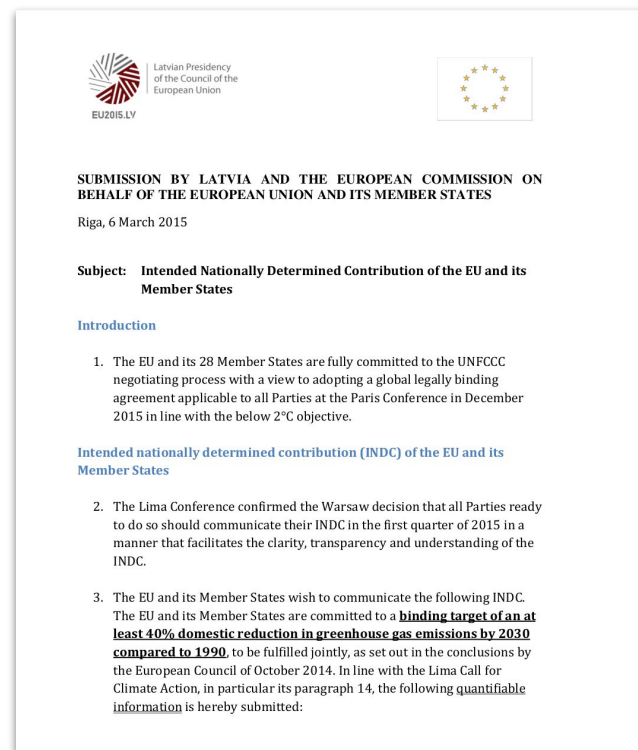 Latvian Presidency
of the Council of the
European Union
EU2015.LV
SUBMISSION BY LATVIA AND THE EUROPEAN COMMISSION ON
BEHALF OF THE EUROPEAN UNION AND ITS MEMBER STATES
Riga, 6 March 2015
Subject: Intended Nationally Determined Contribution of the EU and its
Member States
Introduction
1. The EU and its 28 Member States are fully committed to the UNFCCC
negotiating process with a view to adopting a global legally binding
agreement applicable to all Parties at the Paris Conference in December
2015 in line with the below 2°C objective.
Intended nationally determined contribution (INDC) of the EU and its
Member States
2. The Lima Conference confirmed the Warsaw decision that all Parties ready
to do so should communicate their INDC in the first quarter of 2015 in a
manner that facilitates the clarity, transparency and understanding of the
INDC.
3. The EU and its Member States wish to communicate the following INDC.
The EU and its Member States are committed to a binding target of an at
least 40% domestic reduction in greenhouse gas emissions by 2030
compared to 1990, to be fulfilled jointly, as set out in the conclusions by
the European Council of October 2014. In line with the Lima Call for
Climate Action, in particular its paragraph 14, the following quantifiable
information is hereby submitted: